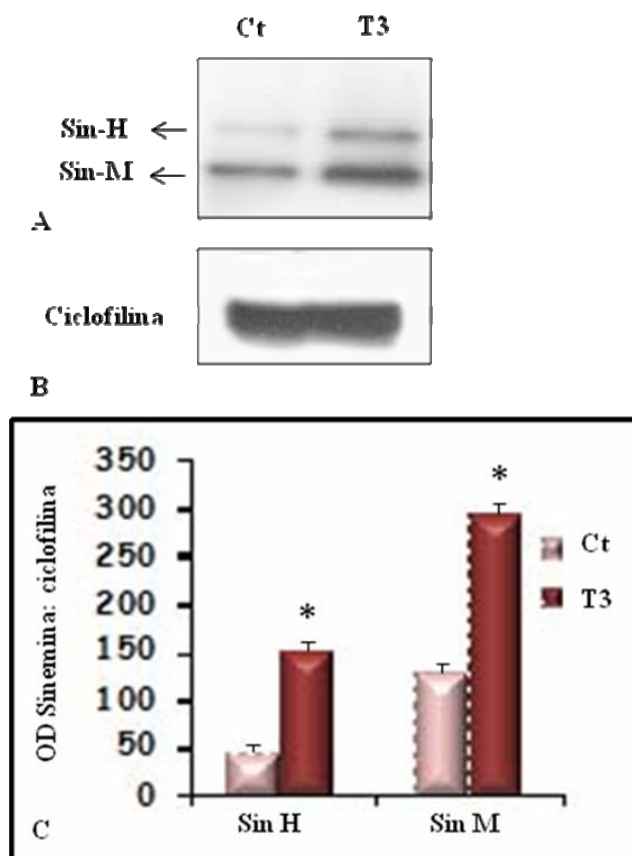 Ct T3
Sin-H ←
Sin-M ←
A
Ciclofilina
B
OD Sinemina: ciclofilina
350
300
250
200
150
100
50
0
*
*
Ct
T3
Sin H Sin M
C